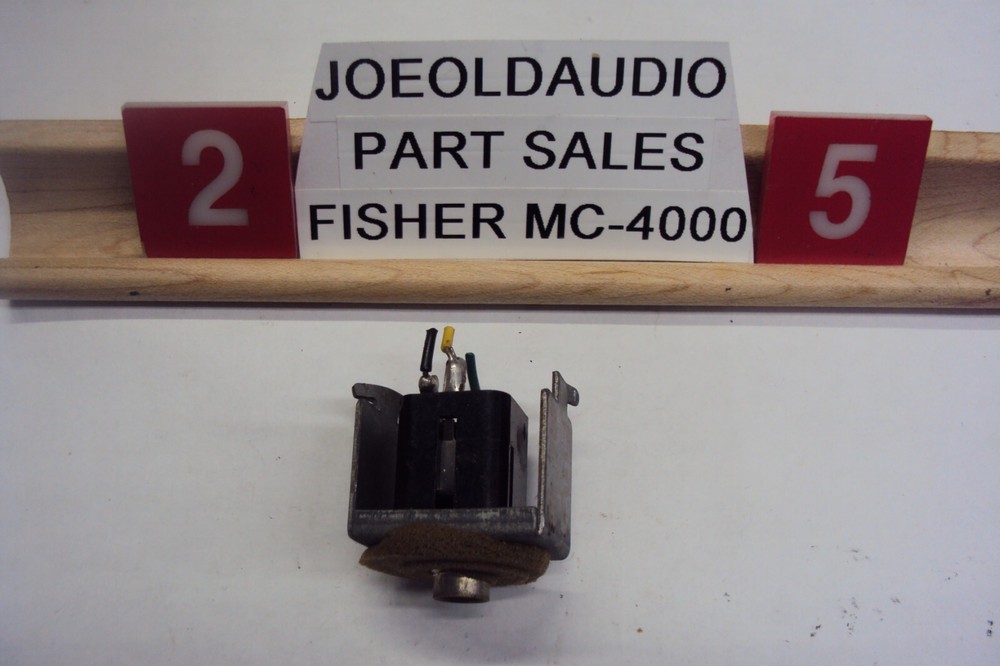 JOEOLDAUDIO
2 PART SALES 5
FISHER MC-4000